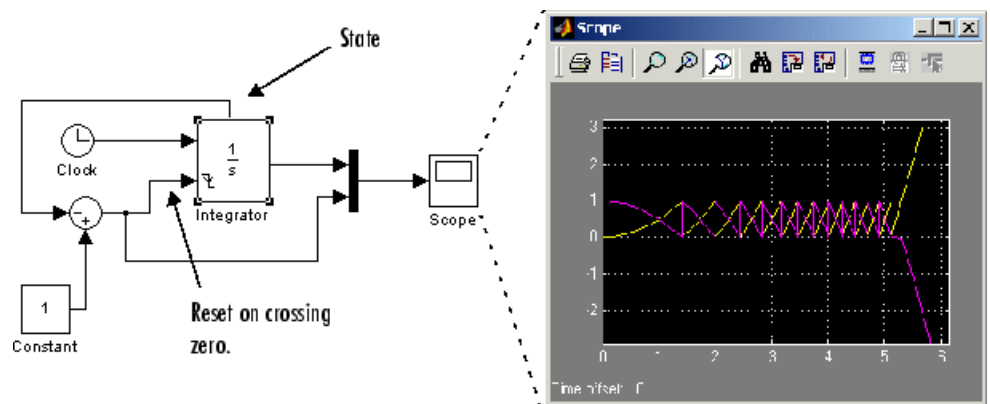 State
Clock
1
s
Integrator
Scope
1
Constant
Reset on crossing
zero.
Scope
3
2
1
0
-1
-2
0
1
2
3
4
5
6
Time offset: 0